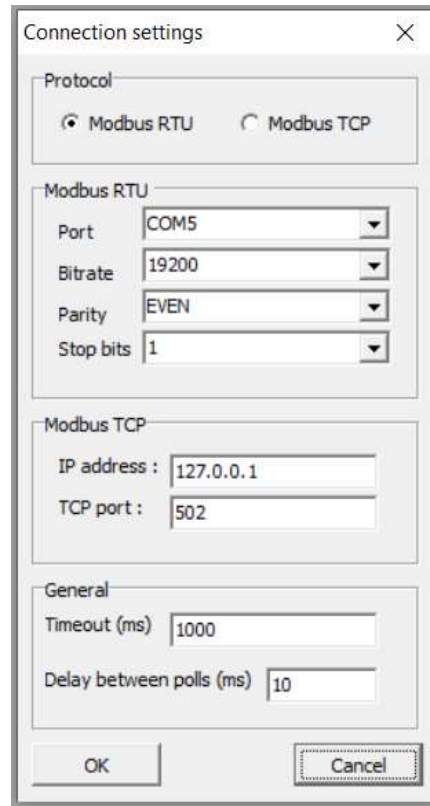 Connection settings
Protocol
Modbus RTU Modbus TCP
Modbus RTU
Port COM5
Bitrate 19200
Parity EVEN
Stop bits 1
Modbus TCP
IP address : 127.0.0.1
TCP port : 502
General
Timeout (ms) 1000
Delay between polls (ms) 10
OK Cancel